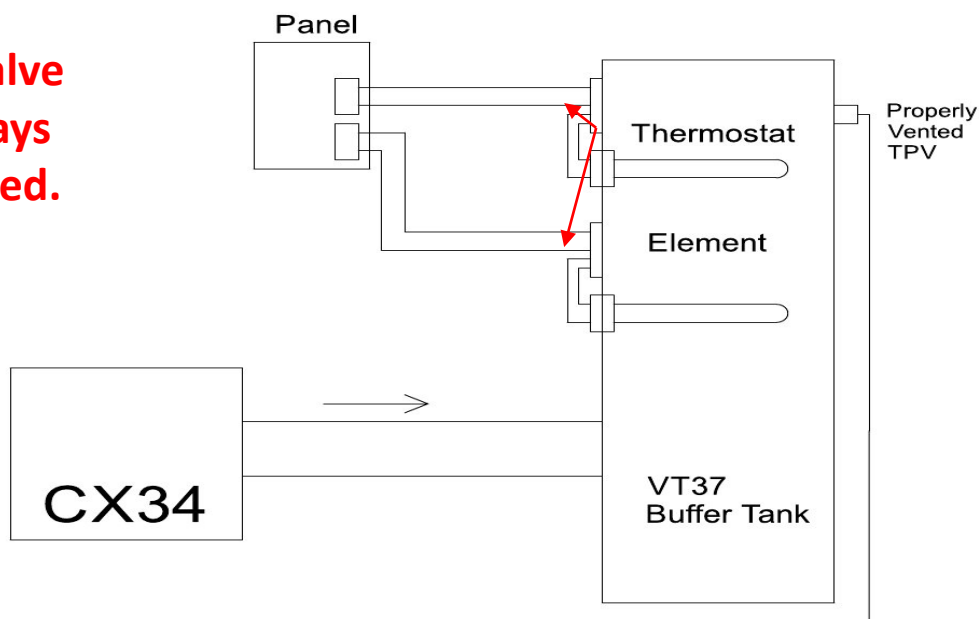 Panel
Thermostat
Properly
Vented
TPV
Element
CX34
VT37
Buffer Tank